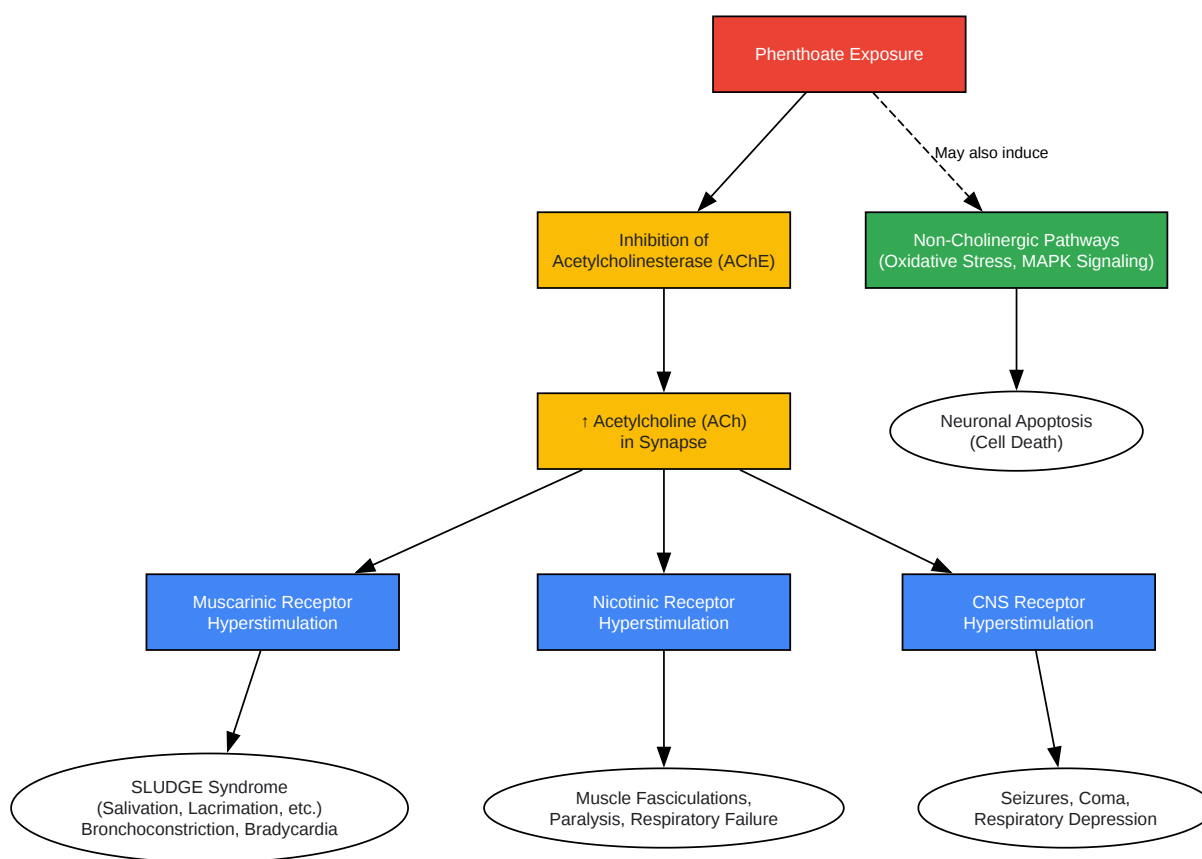 Phenthoate Exposure
May also induce
Inhibition of
Acetylcholinesterase (AChE)
Non-Cholinergic Pathways
(Oxidative Stress, MAPK Signaling)
↑ Acetylcholine (ACh)
in Synapse
Neuronal Apoptosis
(Cell Death)
Muscarinic Receptor
Hyperstimulation
Nicotinic Receptor
Hyperstimulation
CNS Receptor
Hyperstimulation
SLUDGE Syndrome
(Salivation, Lacrimation, etc.)
Bronchoconstriction, Bradycardia
Muscle Fasciculations,
Paralysis, Respiratory Failure
Seizures, Coma,
Respiratory Depression